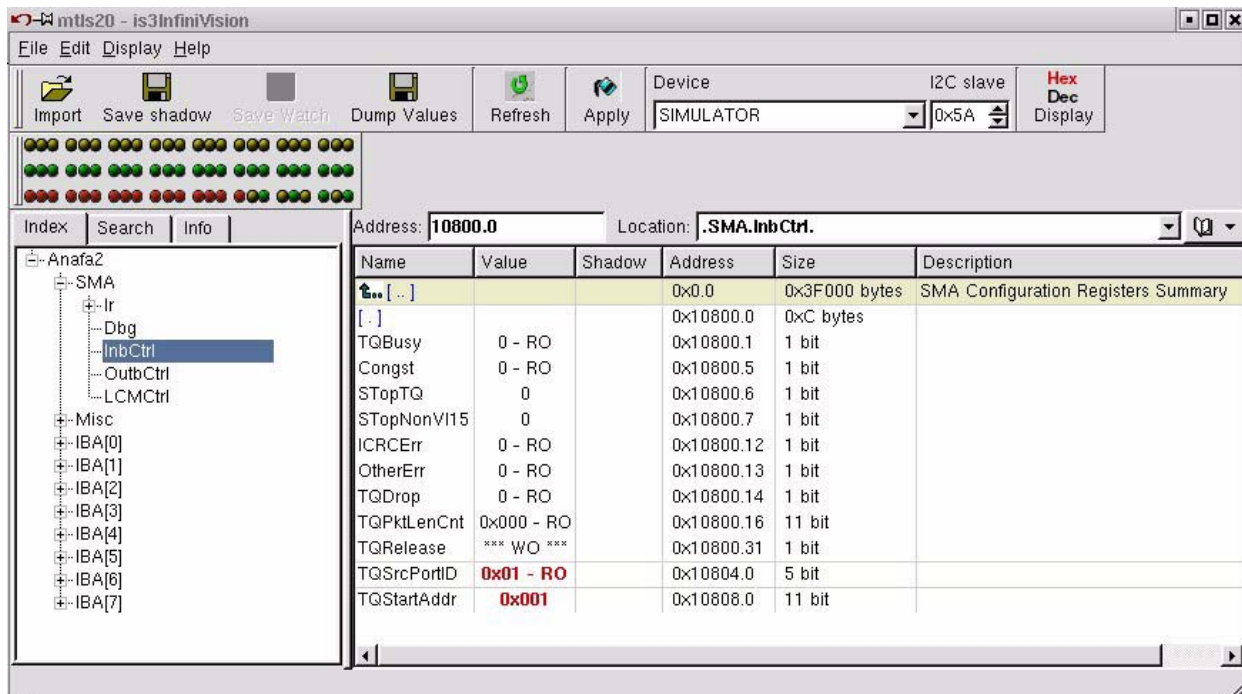 mtls20 - is3InfiniVision
File Edit Display Help
Import Save shadow Save Watch Dump Values Refresh Apply
Device I2C slave
SIMULATOR 0x5A
Hex
Dec
Display
Index Search Info
Anafa2
SMA
Ir
Dbg
InbCtrl
OutbCtrl
LCMCtrl
Misc
IBA[0]
IBA[1]
IBA[2]
IBA[3]
IBA[4]
IBA[5]
IBA[6]
IBA[7]
Address: 10800.0 Location: .SMA.InbCtrl.
Name Value Shadow Address Size Description
[ .. ] 0x0.0 0x3F000 bytes SMA Configuration Registers Summary
[ . ] 0x10800.0 0xC bytes
TQBusy 0 - RO 0x10800.1 1 bit
Congst 0 - RO 0x10800.5 1 bit
STopTQ 0 0x10800.6 1 bit
STopNonVl15 0 0x10800.7 1 bit
ICRCErr 0 - RO 0x10800.12 1 bit
OtherErr 0 - RO 0x10800.13 1 bit
TQDrop 0 - RO 0x10800.14 1 bit
TQPktLenCnt 0x000 - RO 0x10800.16 11 bit
TQRelease *** WO *** 0x10800.31 1 bit
TQSrcPortID 0x01 - RO 0x10804.0 5 bit
TQStartAddr 0x001 0x10808.0 11 bit